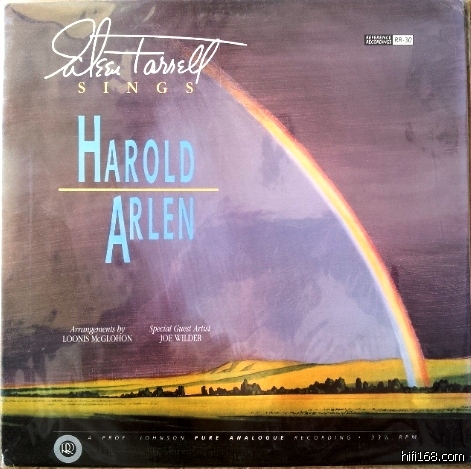 Eileen Farrell
SINGS
REFERENCE
RECORDINGS RR-30
HAROLD
ARLEN
Arrangements by
LOONIS McGLOHON
Special Guest Artist
JOE WILDER
A PROF. JOHNSON PURE ANALOGUE RECORDING • 33⅓ RPM
hifi168.com